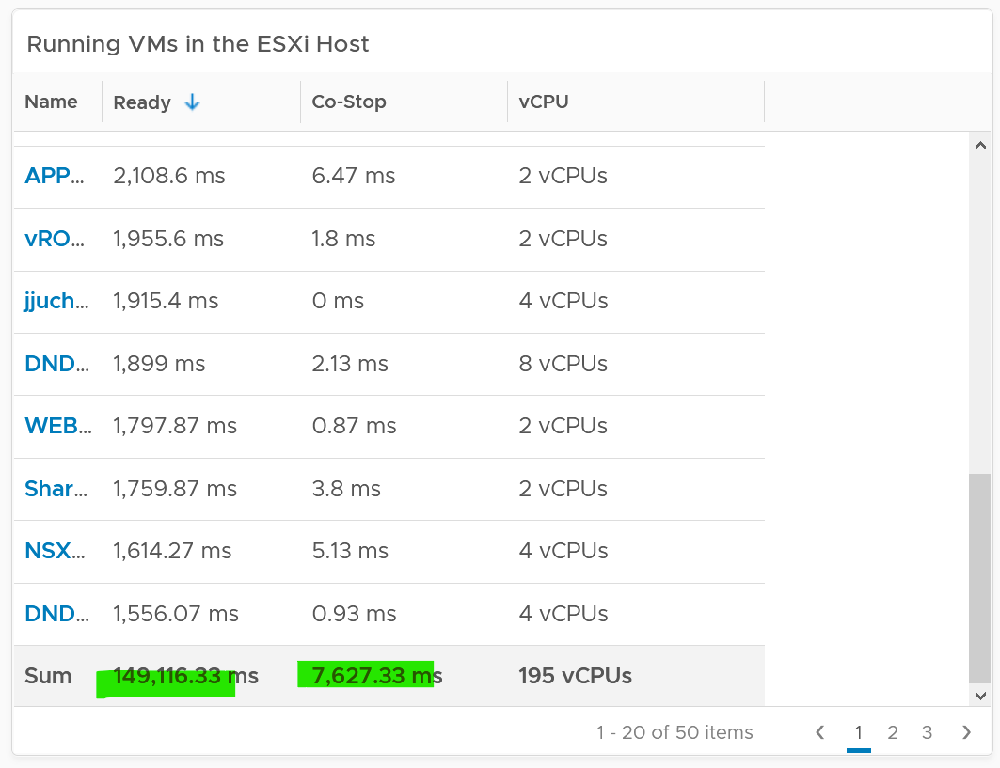 Running VMs in the ESXi Host
Name Ready Co-Stop vCPU
APP... 2,108.6 ms 6.47 ms 2 vCPUs
vRO... 1,955.6 ms 1.8 ms 2 vCPUs
jjuch... 1,915.4 ms 0 ms 4 vCPUs
DND... 1,899 ms 2.13 ms 8 vCPUs
WEB... 1,797.87 ms 0.87 ms 2 vCPUs
Shar... 1,759.87 ms 3.8 ms 2 vCPUs
NSX... 1,614.27 ms 5.13 ms 4 vCPUs
DND... 1,556.07 ms 0.93 ms 4 vCPUs
Sum 149,116.33 ms 7,627.33 ms 195 vCPUs
1 - 20 of 50 items 1 2 3